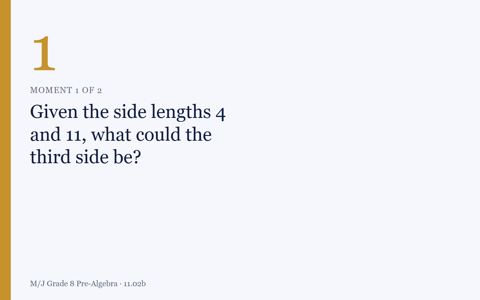 1
MOMENT 1 OF 2
Given the side lengths 4
and 11, what could the
third side be?
M/J Grade 8 Pre-Algebra · 11.02b